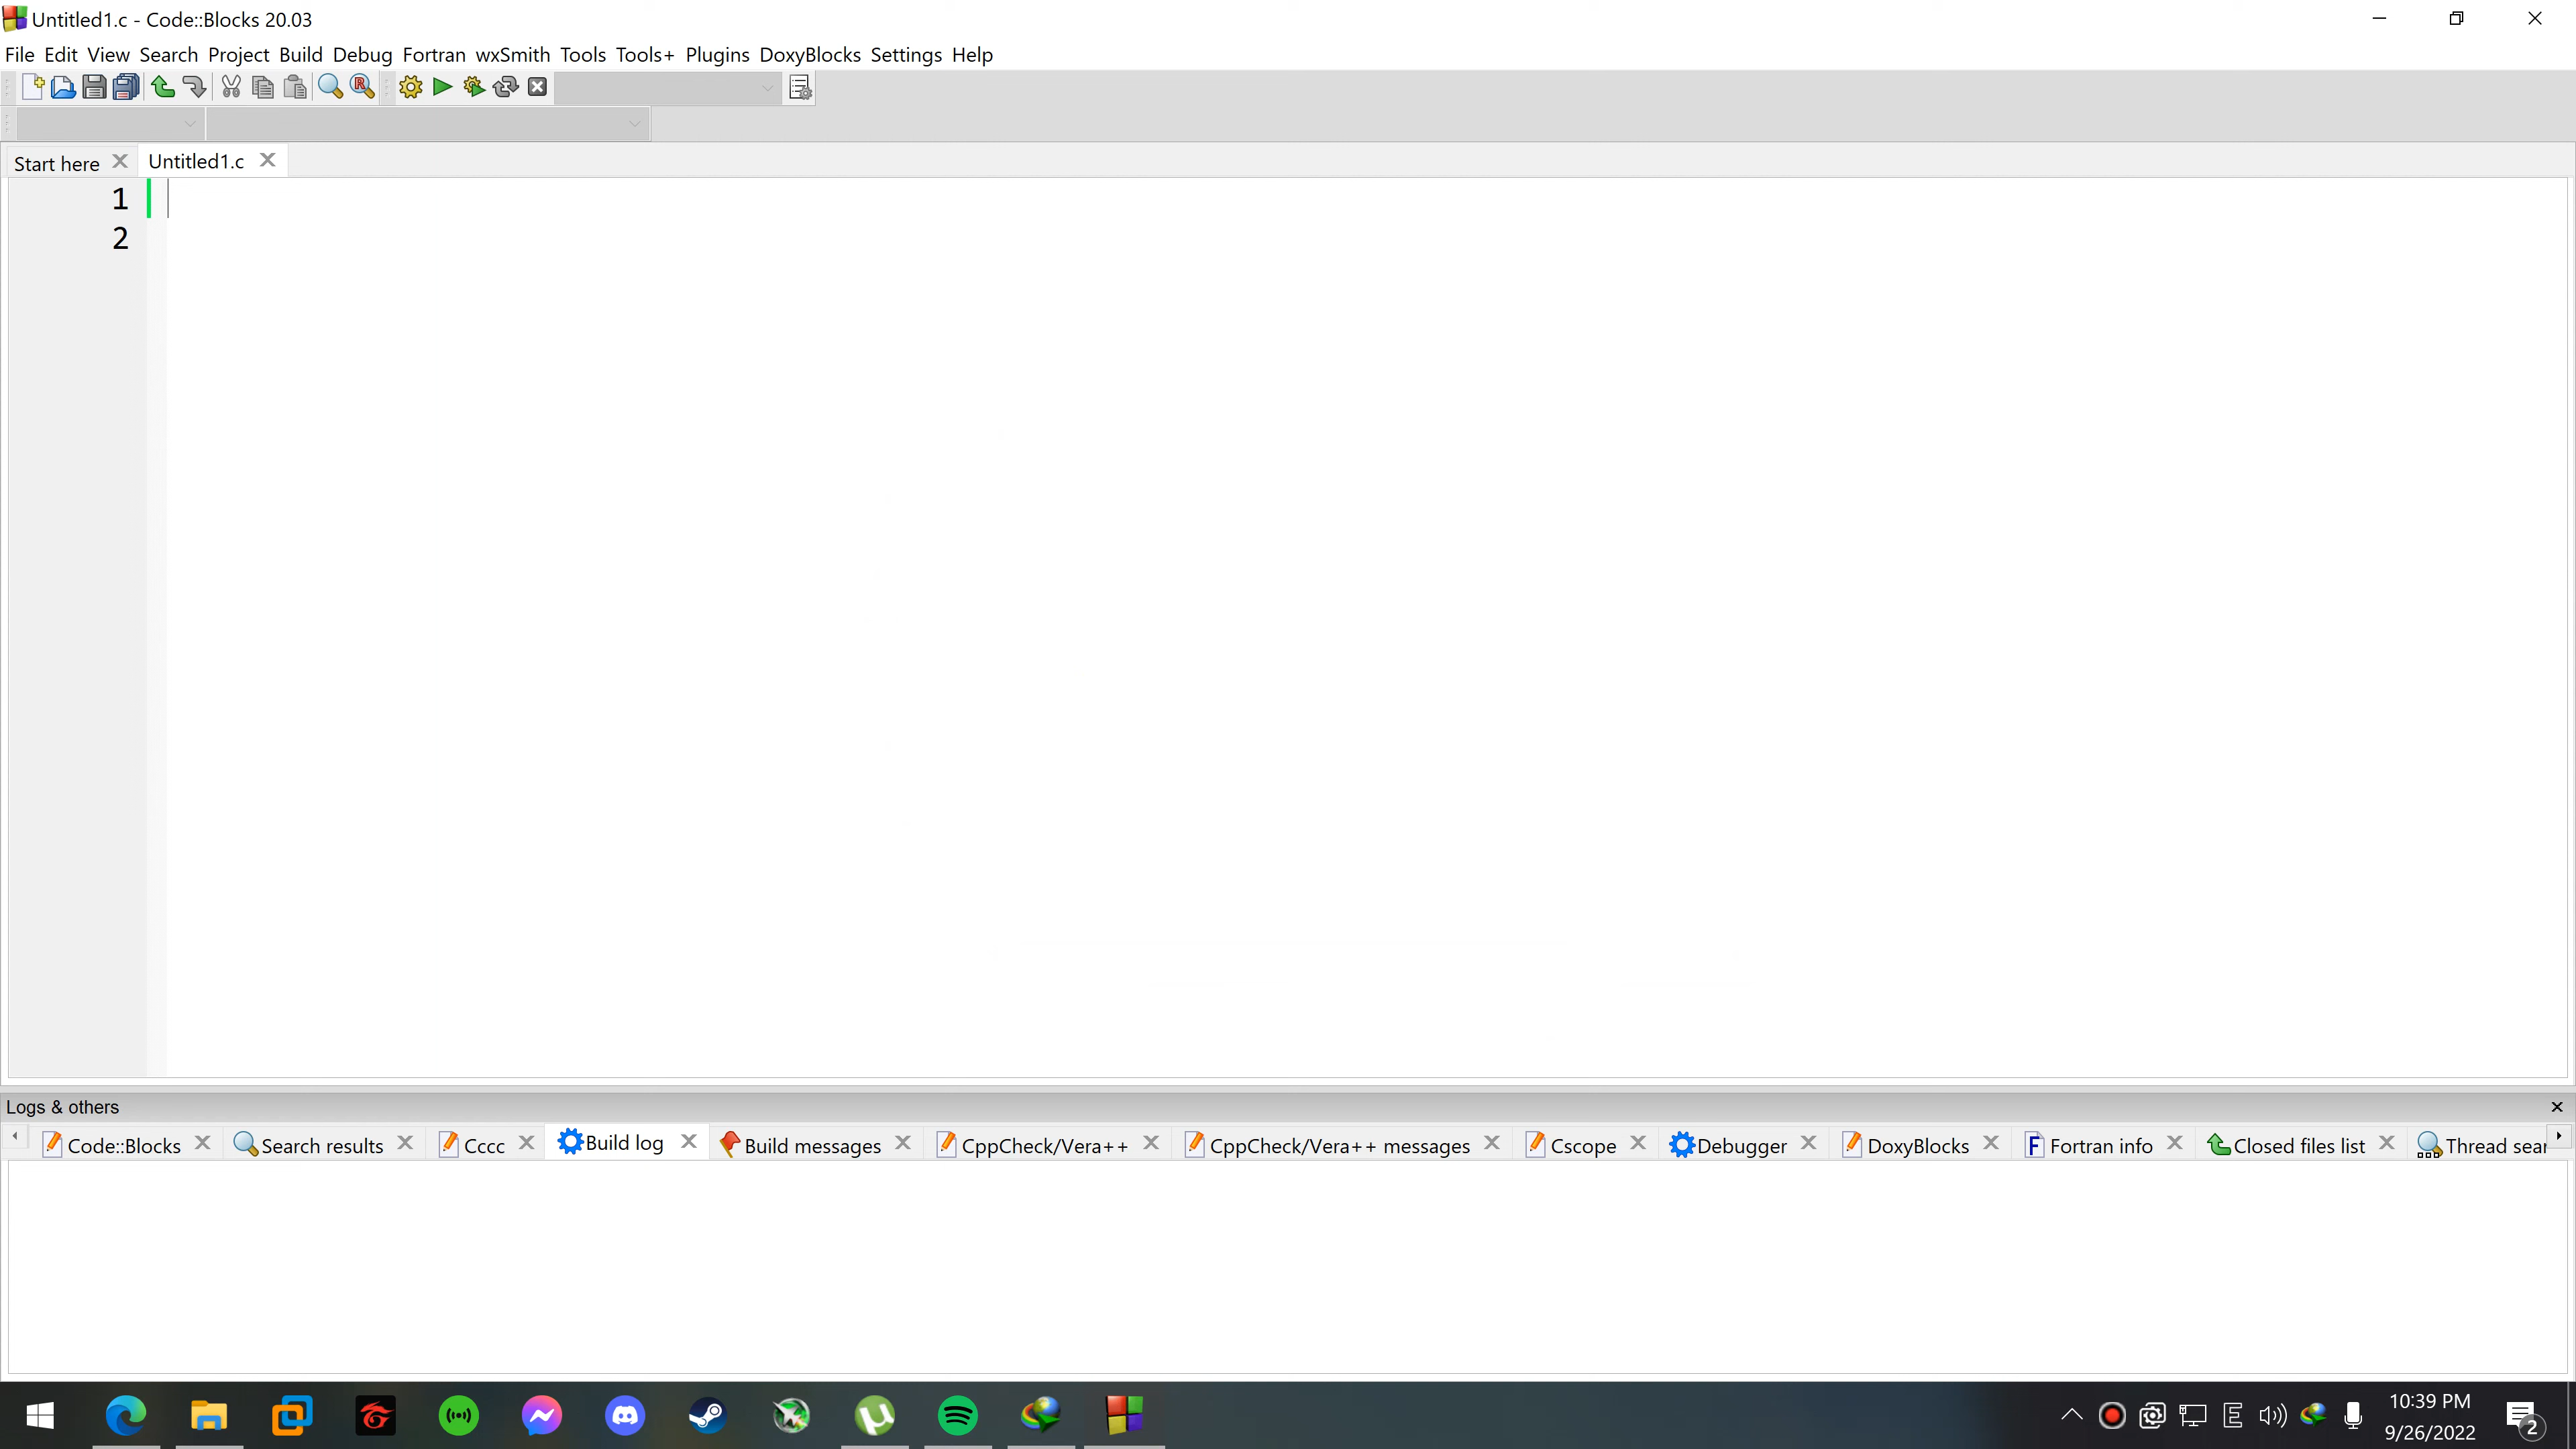 Untitled1.c - Code::Blocks 20.03
File Edit View Search Project Build Debug Fortran wxSmith Tools Tools+ Plugins DoxyBlocks Settings Help
Start here Untitled1.c
1
2
Logs & others
Code::Blocks Search results Cccc Build log Build messages CppCheck/Vera++ CppCheck/Vera++ messages Cscope Debugger DoxyBlocks Fortran info Closed files list Thread sear
10:39 PM
9/26/2022
2